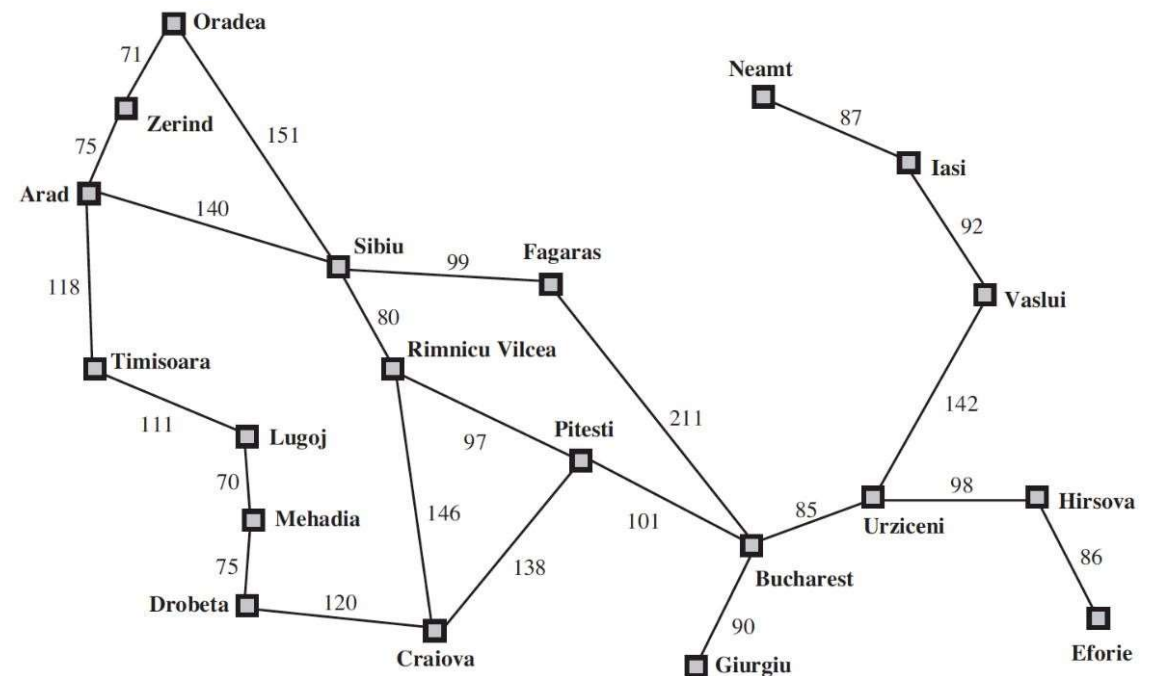 Oradea
71
Neamt
Zerind
87
151
75
Iasi
Arad
140
92
Sibiu
Fagaras
99
118
Vaslui
80
Timisoara
Rimnicu Vilcea
142
211
111
Lugoj
97
Pitesti
70
98
Hirsova
146
85
Mehadia
101
Urziceni
86
75
138
Bucharest
Drobeta
120
90
Craiova
Eforie
Giurgiu